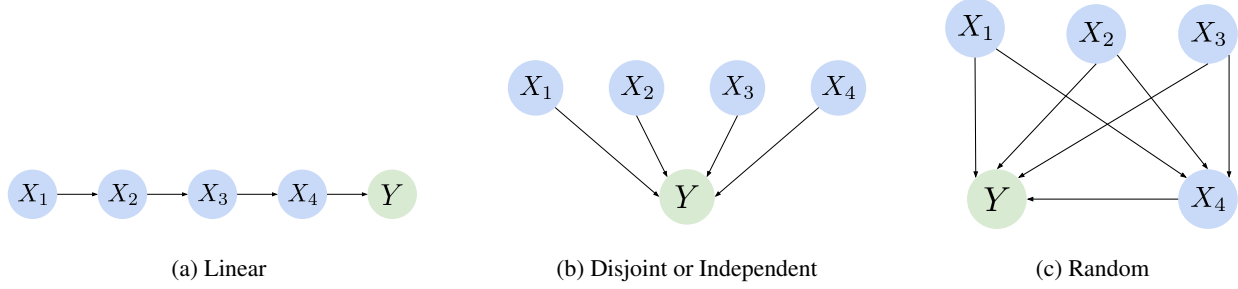 X₁ X₂ X₃ X₄ Y
(a) Linear
X₁ X₂ X₃ X₄
Y
(b) Disjoint or Independent
X₁ X₂ X₃
Y X₄
(c) Random